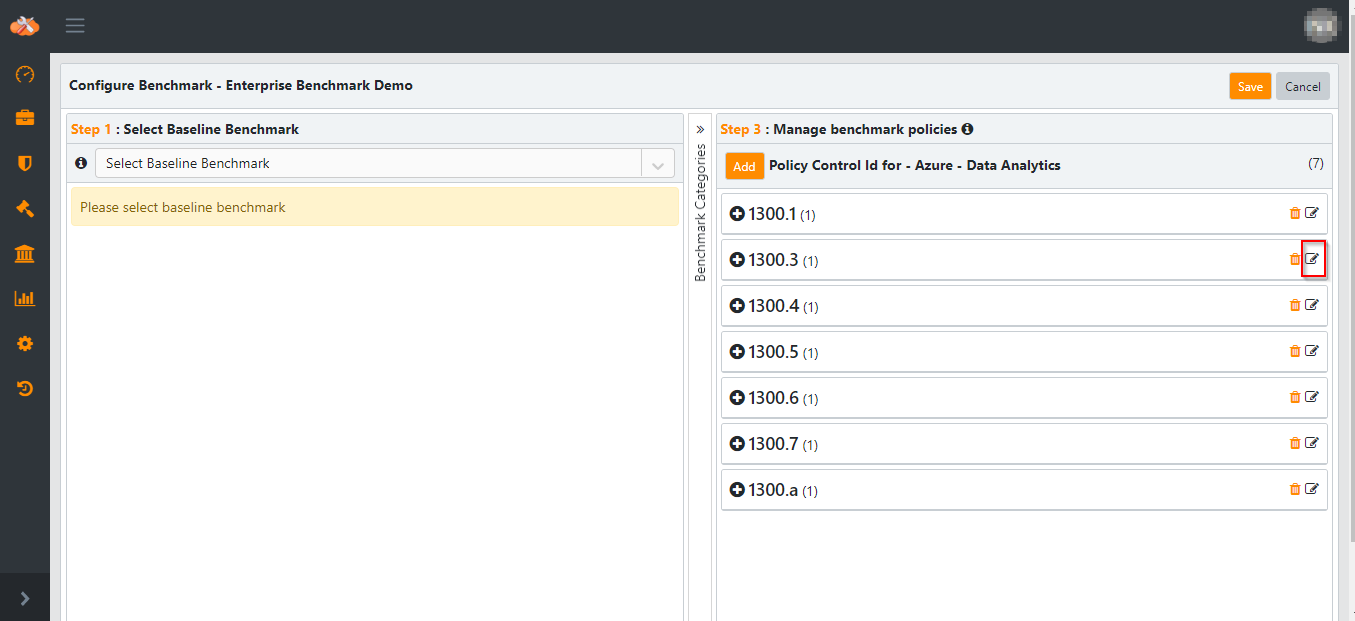 Configure Benchmark - Enterprise Benchmark Demo
Save
Cancel
Step 1 : Select Baseline Benchmark
Select Baseline Benchmark
Please select baseline benchmark
Benchmark Categories
Step 3 : Manage benchmark policies
Add
Policy Control Id for - Azure - Data Analytics
(7)
1300.1 (1)
1300.3 (1)
1300.4 (1)
1300.5 (1)
1300.6 (1)
1300.7 (1)
1300.a (1)